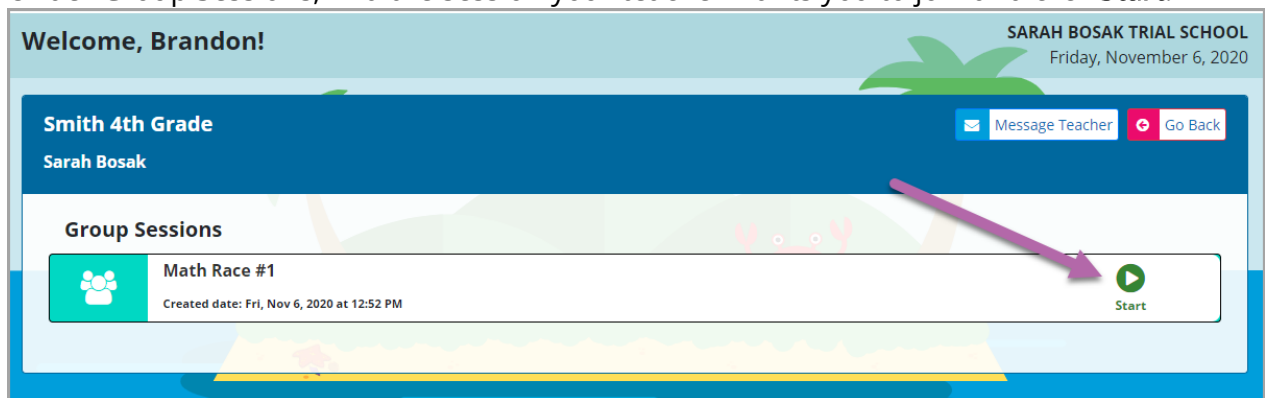 Welcome, Brandon!
SARAH BOSAK TRIAL SCHOOL
Friday, November 6, 2020
Smith 4th Grade
Message Teacher
Go Back
Sarah Bosak
Group Sessions
Math Race #1
Created date: Fri, Nov 6, 2020 at 12:52 PM
Start